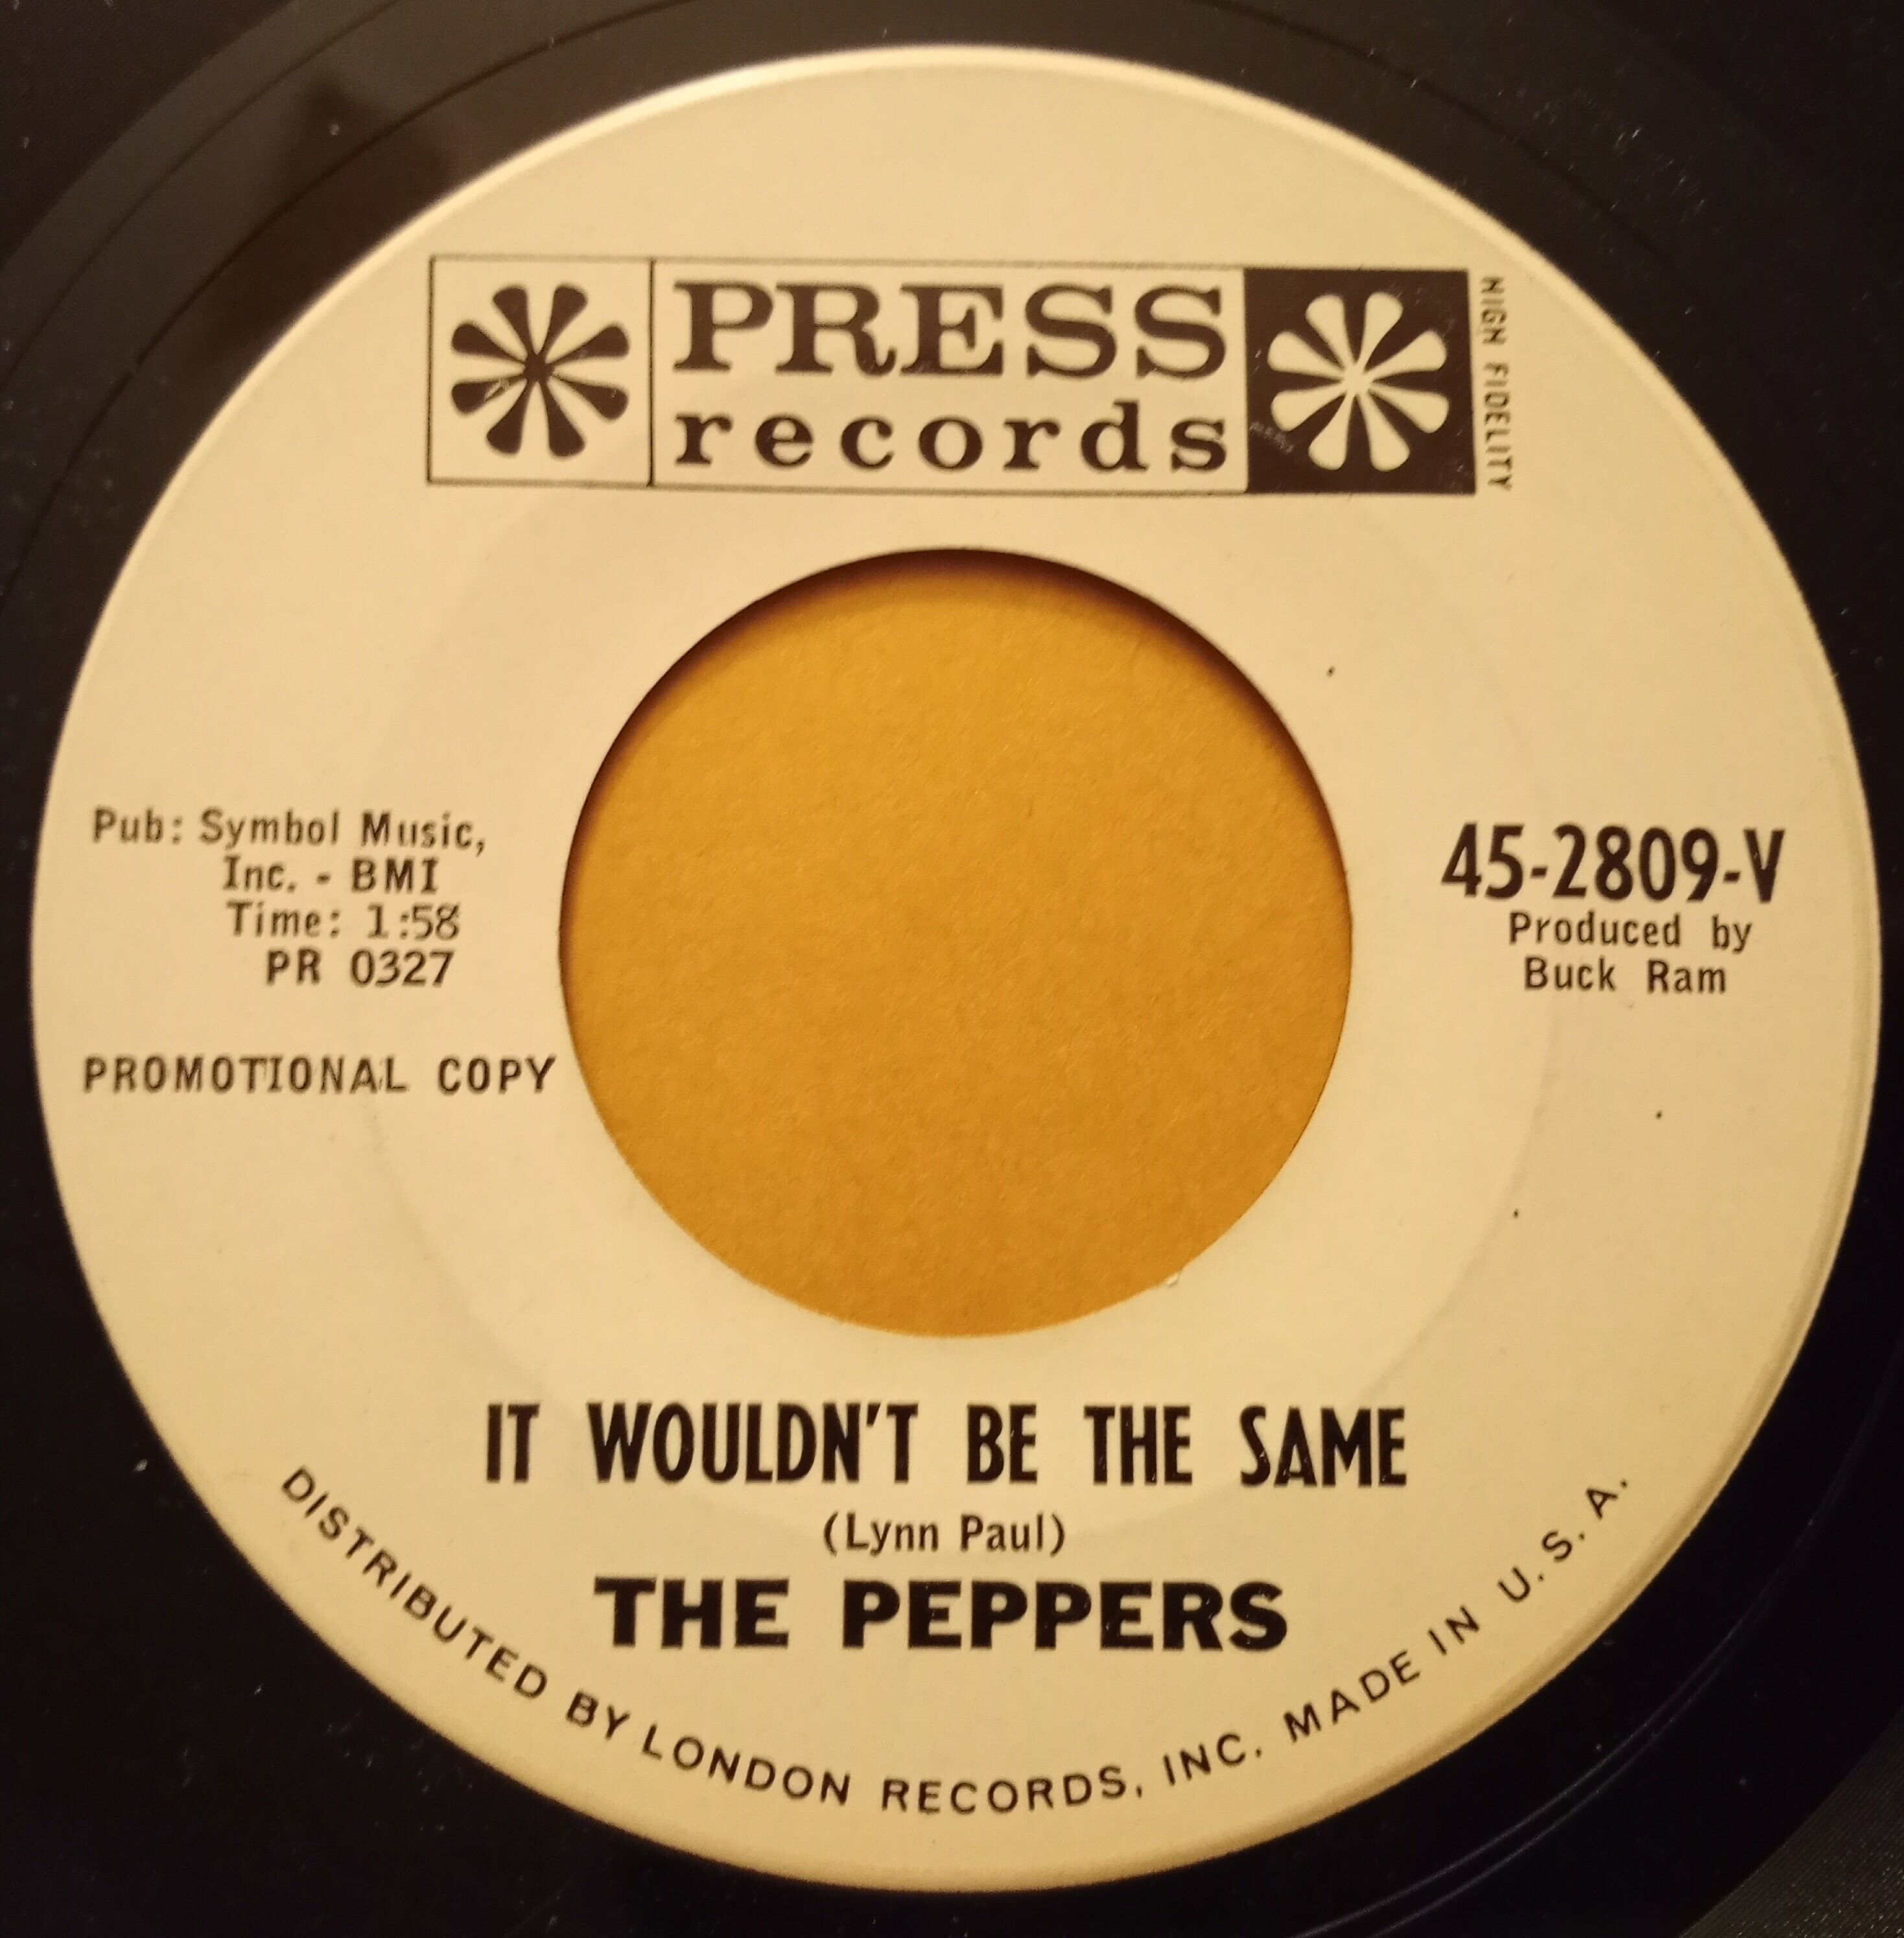 PRESS
records
HIGH FIDELITY
Pub: Symbol Music,
Inc. - BMI
Time: 1:58
PR 0327
PROMOTIONAL COPY
45-2809-V
Produced by
Buck Ram
IT WOULDN'T BE THE SAME
(Lynn Paul)
THE PEPPERS
DISTRIBUTED BY LONDON RECORDS, INC. MADE IN U.S.A.